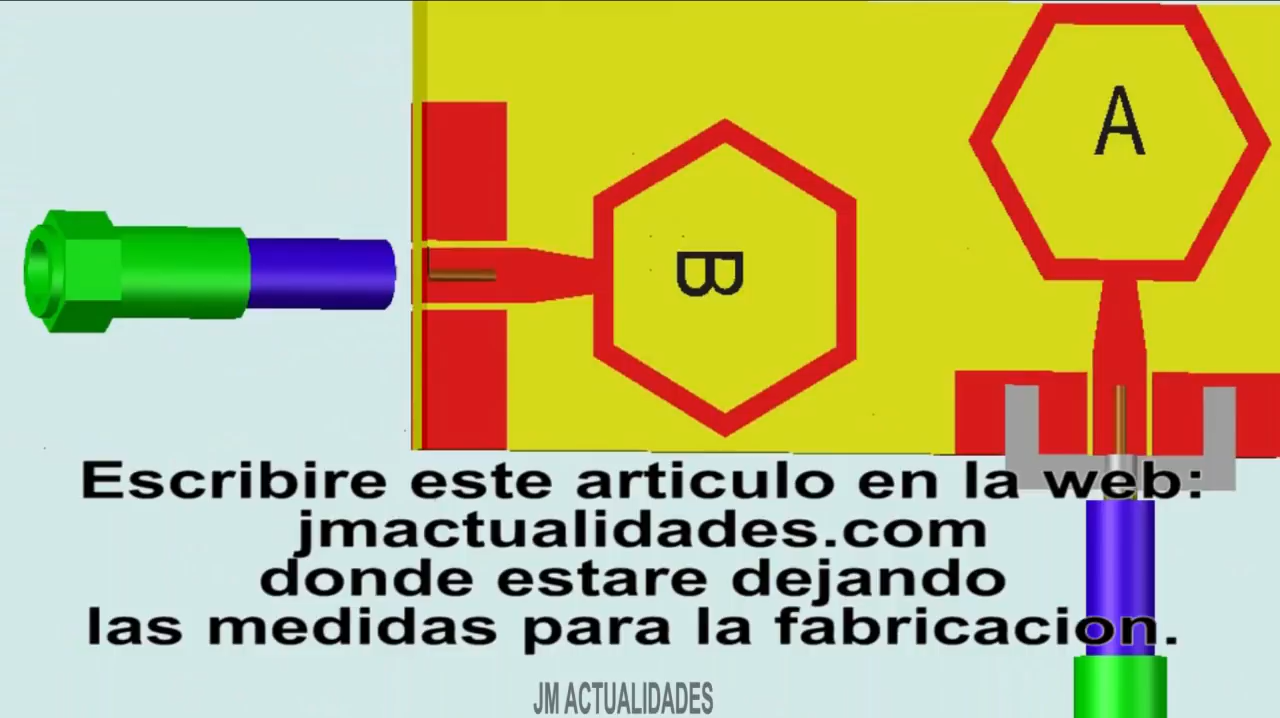 A
B
Escribire este articulo en la web:
jmactualidades.com
donde estare dejando
las medidas para la fabricacion.
JM ACTUALIDADES